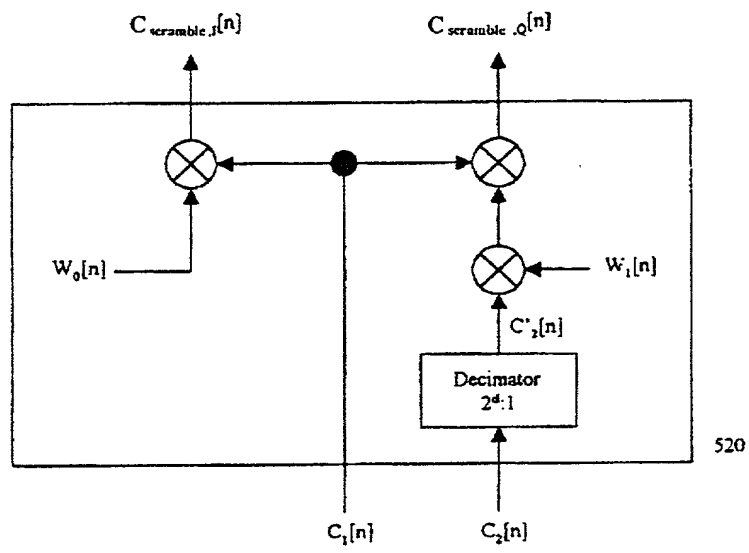 C scramble,I[n]
C scramble,Q[n]
W₀[n]
W₁[n]
C'₂[n]
Decimator
2ᵈ:1
520
C₁[n]
C₂[n]